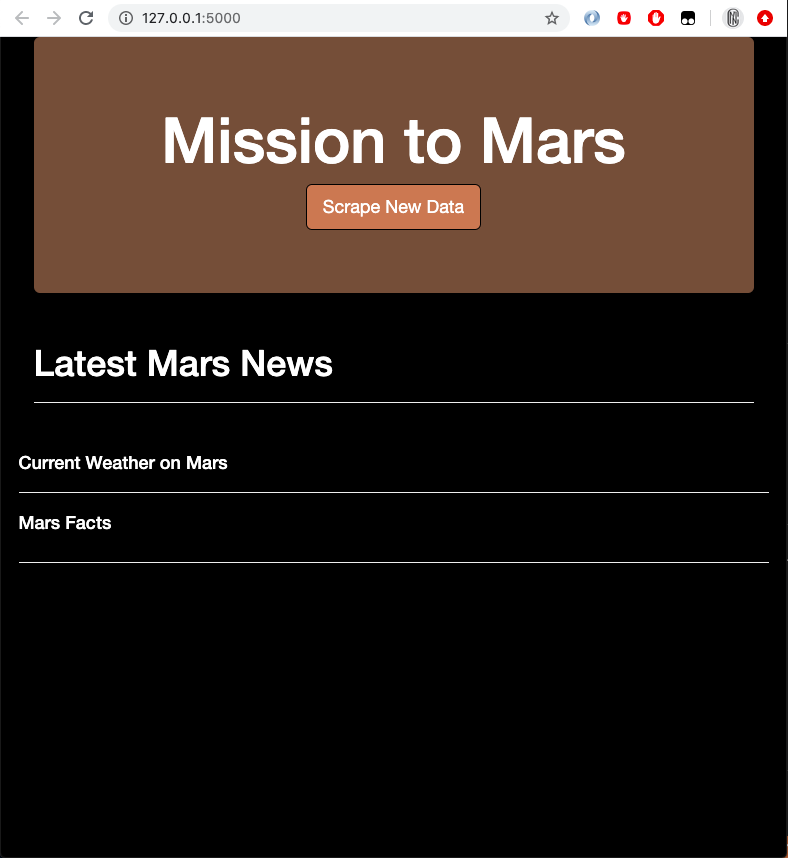 127.0.0.1:5000
Mission to Mars
Scrape New Data
Latest Mars News
Current Weather on Mars
Mars Facts